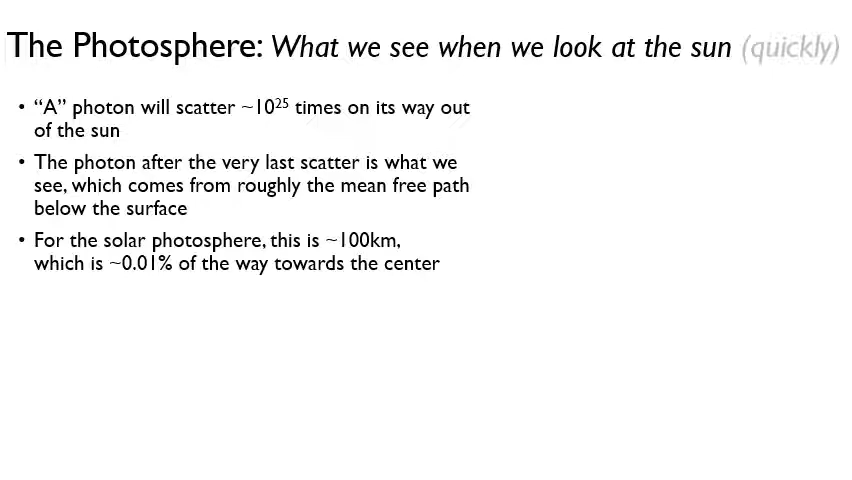 The Photosphere: What we see when we look at the sun (quickly)
• “A” photon will scatter ~10²⁵ times on its way out
of the sun
• The photon after the very last scatter is what we
see, which comes from roughly the mean free path
below the surface
• For the solar photosphere, this is ~100km,
which is ~0.01% of the way towards the center